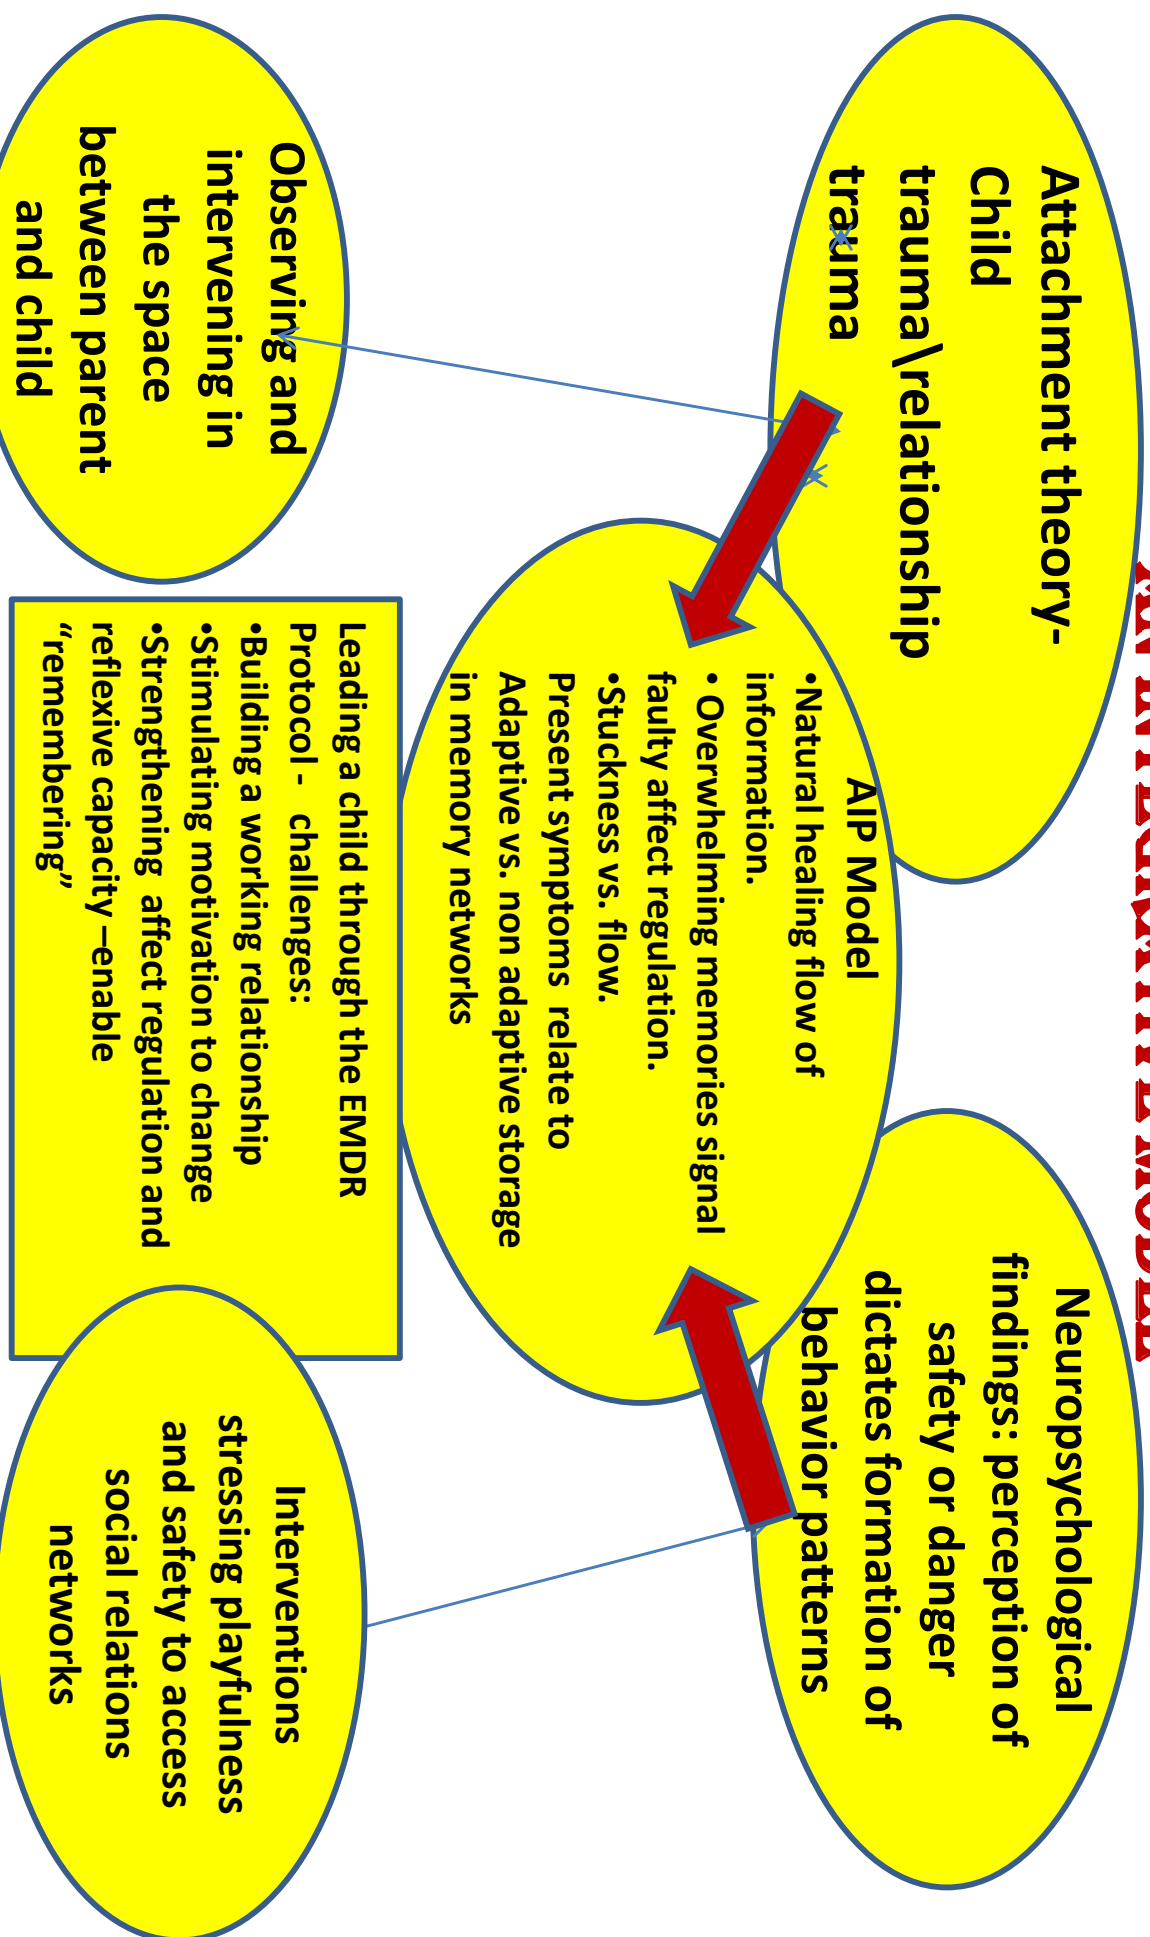 AN INTEGRATIVE MODEL
Attachment theory-
Child
trauma\relationship
trauma
Neuropsychological
findings: perception of
safety or danger
dictates formation of
behavior patterns
AIP Model
•Natural healing flow of
information.
• Overwhelming memories signal
faulty affect regulation.
•Stuckness vs. flow.
Present symptoms relate to
Adaptive vs. non adaptive storage
in memory networks
Observing and
intervening in
the space
between parent
and child
Leading a child through the EMDR
Protocol - challenges:
•Building a working relationship
•Stimulating motivation to change
•Strengthening affect regulation and
reflexive capacity –enable
“remembering”
Interventions
stressing playfulness
and safety to access
social relations
networks